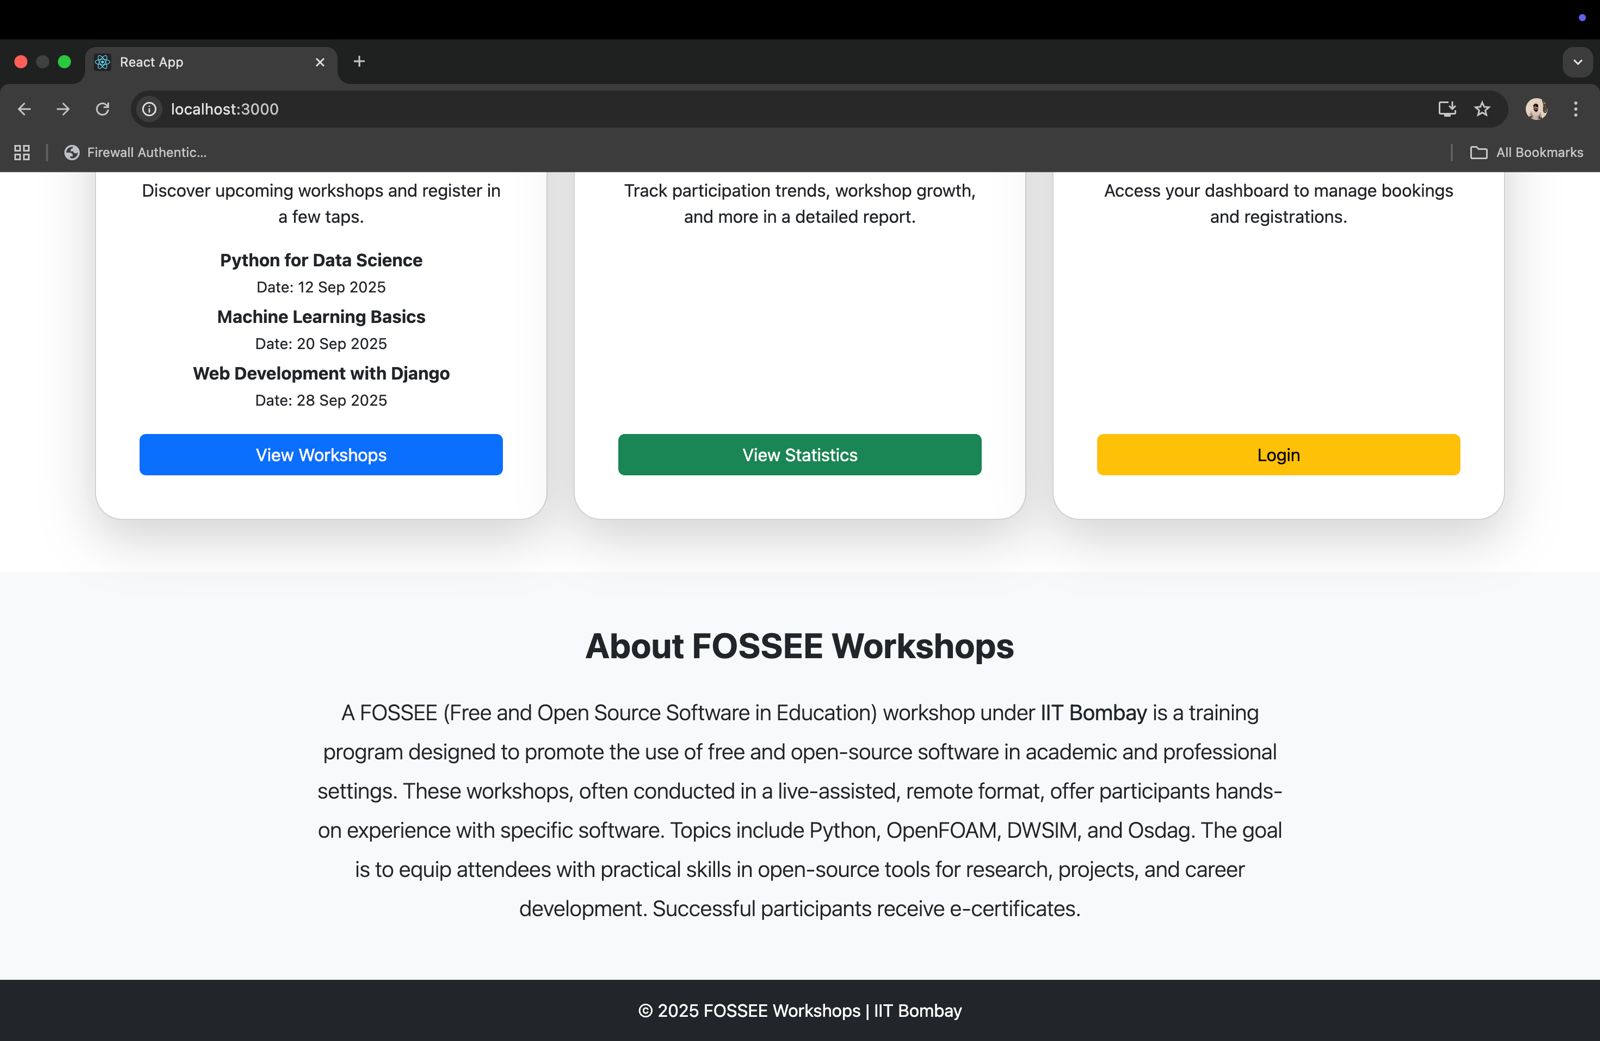 React App
localhost:3000
Firewall Authentic...
All Bookmarks
Discover upcoming workshops and register in
a few taps.
Python for Data Science
Date: 12 Sep 2025
Machine Learning Basics
Date: 20 Sep 2025
Web Development with Django
Date: 28 Sep 2025
View Workshops
Track participation trends, workshop growth,
and more in a detailed report.
View Statistics
Access your dashboard to manage bookings
and registrations.
Login
About FOSSEE Workshops
A FOSSEE (Free and Open Source Software in Education) workshop under IIT Bombay is a training
program designed to promote the use of free and open-source software in academic and professional
settings. These workshops, often conducted in a live-assisted, remote format, offer participants hands-
on experience with specific software. Topics include Python, OpenFOAM, DWSIM, and Osdag. The goal
is to equip attendees with practical skills in open-source tools for research, projects, and career
development. Successful participants receive e-certificates.
© 2025 FOSSEE Workshops | IIT Bombay